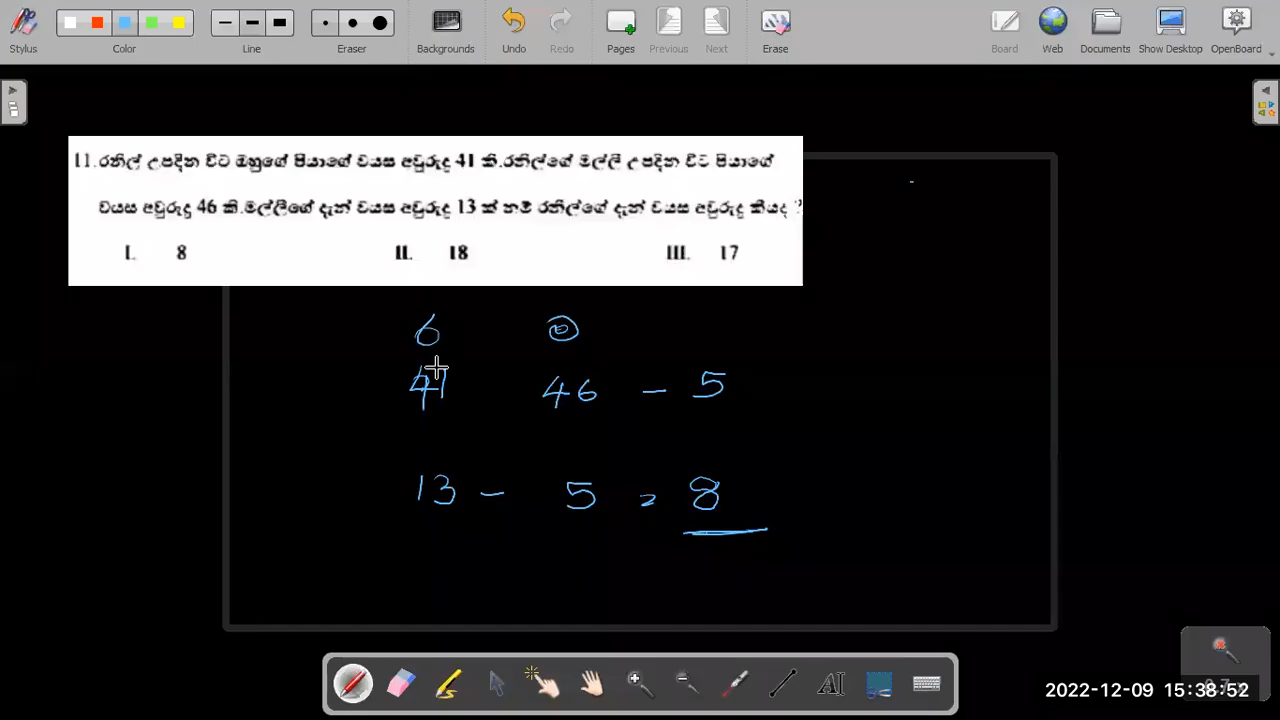 Stylus Color Line Eraser Backgrounds Undo Redo Pages Previous Next Erase Board Web Documents Show Desktop OpenBoard
11.රනිල් උපදින විට ඔහුගේ පියාගේ වයස අවුරුදු 41 කි.රනිල්ගේ මල්ලී උපදින විට පියාගේ
වයස අවුරුදු 46 කි.මල්ලීගේ දැන් වයස අවුරුදු 13 ක් නම් රනිල්ගේ දැන් වයස අවුරුදු කීයද ?
I. 8 II. 18 III. 17
41 46 - 5
13 - 5 = 8
2022-12-09 15:38:52